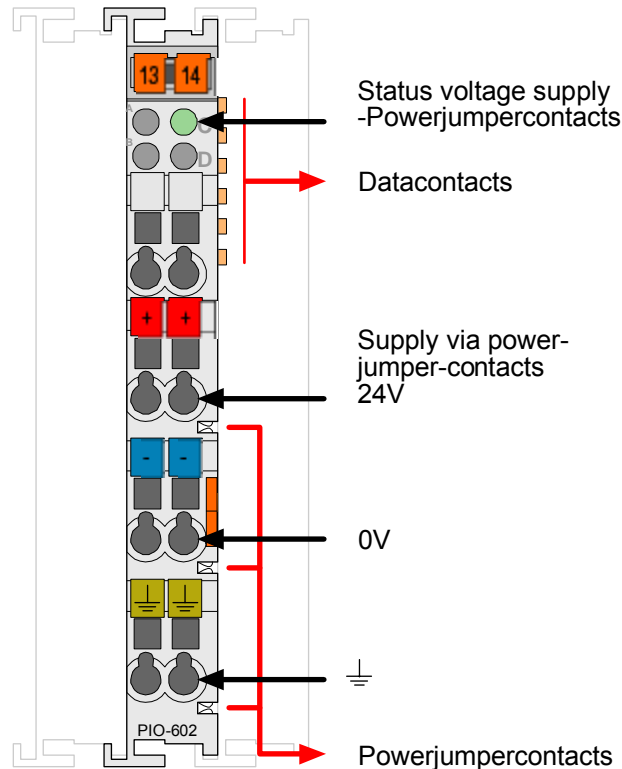 13 14
A
C
B
D
Status voltage supply
-Powerjumpercontacts
Datacontacts
+ +
Supply via power-
jumper-contacts
24V
- -
0V
PIO-602
Powerjumpercontacts